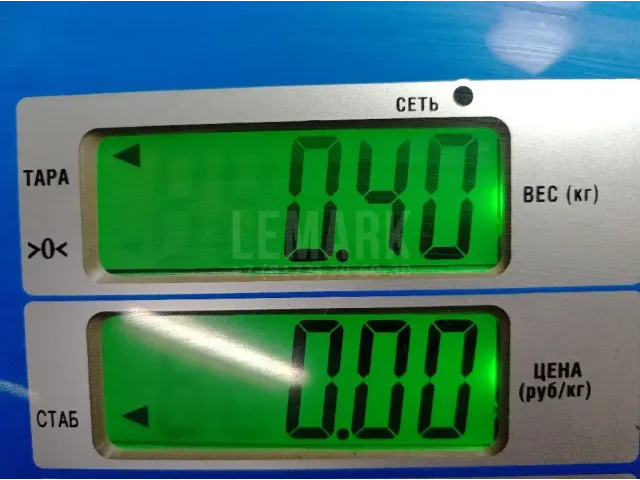 СЕТЬ
ТАРА
0.40
ВЕС (кг)
LEMARK
>0<
0.00
ЦЕНА
(руб/кг)
СТАБ